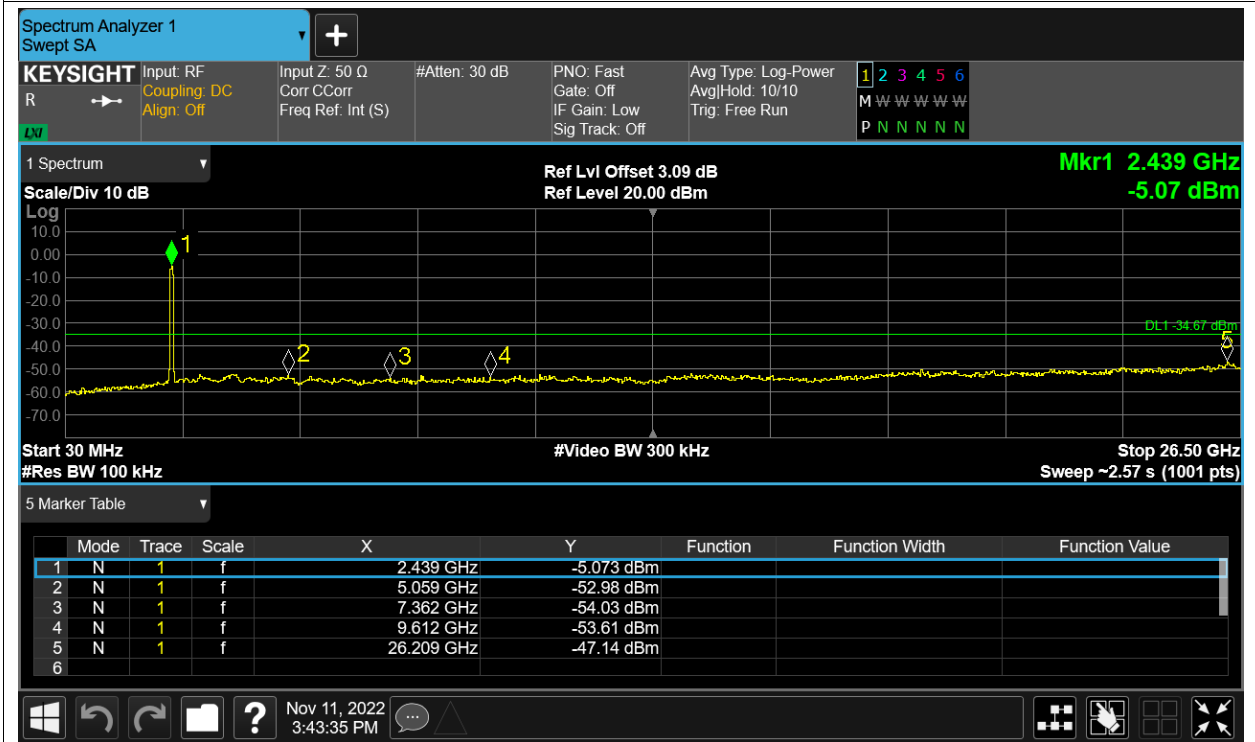 Spectrum Analyzer 1
Swept SA
+
KEYSIGHT Input: RF Input Z: 50 Ω #Atten: 30 dB PNO: Fast Avg Type: Log-Power 1 2 3 4 5 6
R Coupling: DC Corr CCorr Gate: Off Avg|Hold: 10/10 M W W W W W
Align: Off Freq Ref: Int (S) IF Gain: Low Trig: Free Run
LXI Sig Track: Off P N N N N N
1 Spectrum Ref Lvl Offset 3.09 dB Mkr1 2.439 GHz
Scale/Div 10 dB Ref Level 20.00 dBm -5.07 dBm
Log
10.0
1
0.00
-10.0
-20.0
-30.0
DL1 -34.67 dBm
-40.0
2 3 4 5
-50.0
-60.0
-70.0
Start 30 MHz #Video BW 300 kHz Stop 26.50 GHz
#Res BW 100 kHz Sweep ~2.57 s (1001 pts)
5 Marker Table
Mode Trace Scale X Y Function Function Width Function Value
1 N 1 f 2.439 GHz -5.073 dBm
2 N 1 f 5.059 GHz -52.98 dBm
3 N 1 f 7.362 GHz -54.03 dBm
4 N 1 f 9.612 GHz -53.61 dBm
5 N 1 f 26.209 GHz -47.14 dBm
6
? Nov 11, 2022
3:43:35 PM